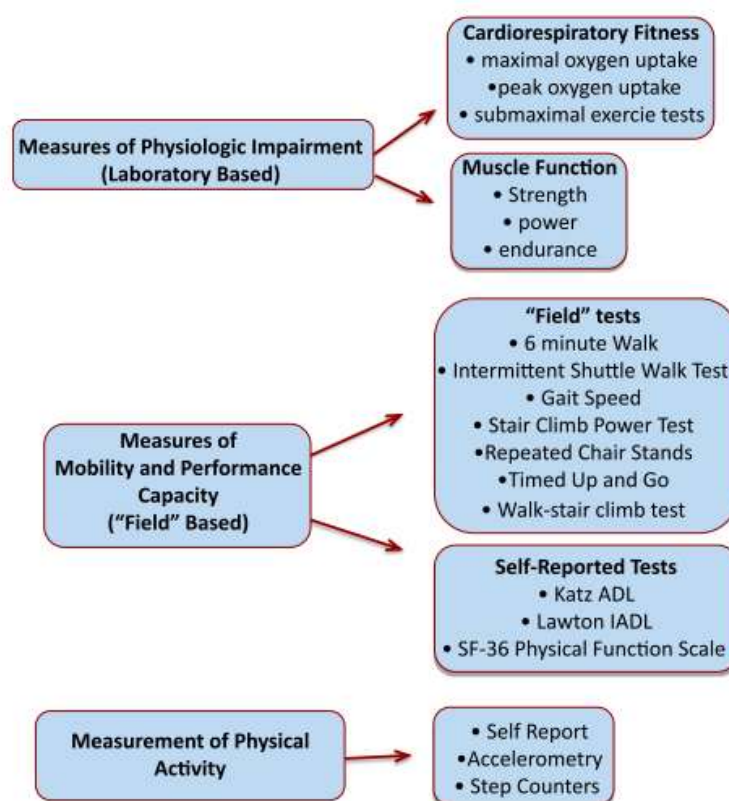 Cardiorespiratory Fitness
• maximal oxygen uptake
•peak oxygen uptake
• submaximal exercie tests
Measures of Physiologic Impairment
(Laboratory Based)
Muscle Function
• Strength
• power
• endurance
“Field” tests
• 6 minute Walk
• Intermittent Shuttle Walk Test
• Gait Speed
• Stair Climb Power Test
•Repeated Chair Stands
•Timed Up and Go
• Walk-stair climb test
Measures of
Mobility and Performance
Capacity
(“Field” Based)
Self-Reported Tests
• Katz ADL
• Lawton IADL
• SF-36 Physical Function Scale
Measurement of Physical
Activity
• Self Report
•Accelerometry
• Step Counters